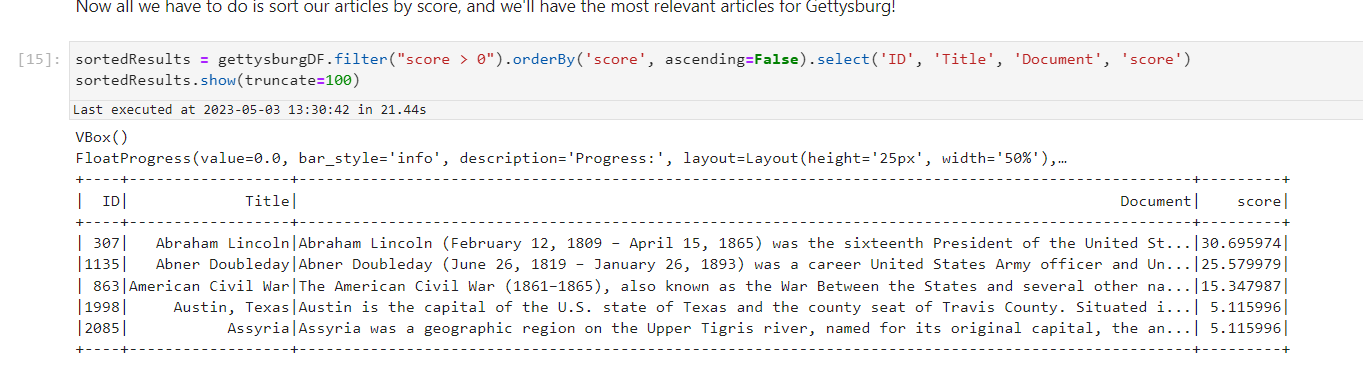 Now all we have to do is sort our articles by score, and we'll have the most relevant articles for Gettysburg!
[15]: sortedResults = gettysburgDF.filter("score > 0").orderBy('score', ascending=False).select('ID', 'Title', 'Document', 'score')
sortedResults.show(truncate=100)
Last executed at 2023-05-03 13:30:42 in 21.44s
VBox()
FloatProgress(value=0.0, bar_style='info', description='Progress:', layout=Layout(height='25px', width='50%'),…
+----+------------------+----------------------------------------------------------------------------------------------------+---------+
|  ID|             Title|                                                                                            Document|    score|
+----+------------------+----------------------------------------------------------------------------------------------------+---------+
| 307|   Abraham Lincoln|Abraham Lincoln (February 12, 1809 – April 15, 1865) was the sixteenth President of the United St...|30.695974|
|1135|   Abner Doubleday|Abner Doubleday (June 26, 1819 – January 26, 1893) was a career United States Army officer and Un...|25.579979|
| 863|American Civil War|The American Civil War (1861–1865), also known as the War Between the States and several other na...|15.347987|
|1998|     Austin, Texas|Austin is the capital of the U.S. state of Texas and the county seat of Travis County. Situated i...| 5.115996|
|2085|           Assyria|Assyria was a geographic region on the Upper Tigris river, named for its original capital, the an...| 5.115996|
+----+------------------+----------------------------------------------------------------------------------------------------+---------+